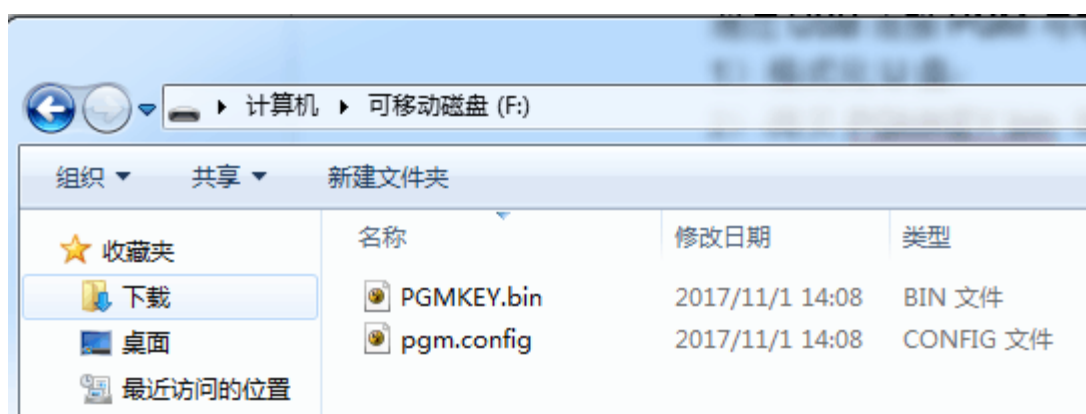 计算机 可移动磁盘 (F:)
组织 共享 新建文件夹
收藏夹
下载
桌面
最近访问的位置
名称 修改日期 类型
PGMKEY.bin 2017/11/1 14:08 BIN 文件
pgm.config 2017/11/1 14:08 CONFIG 文件